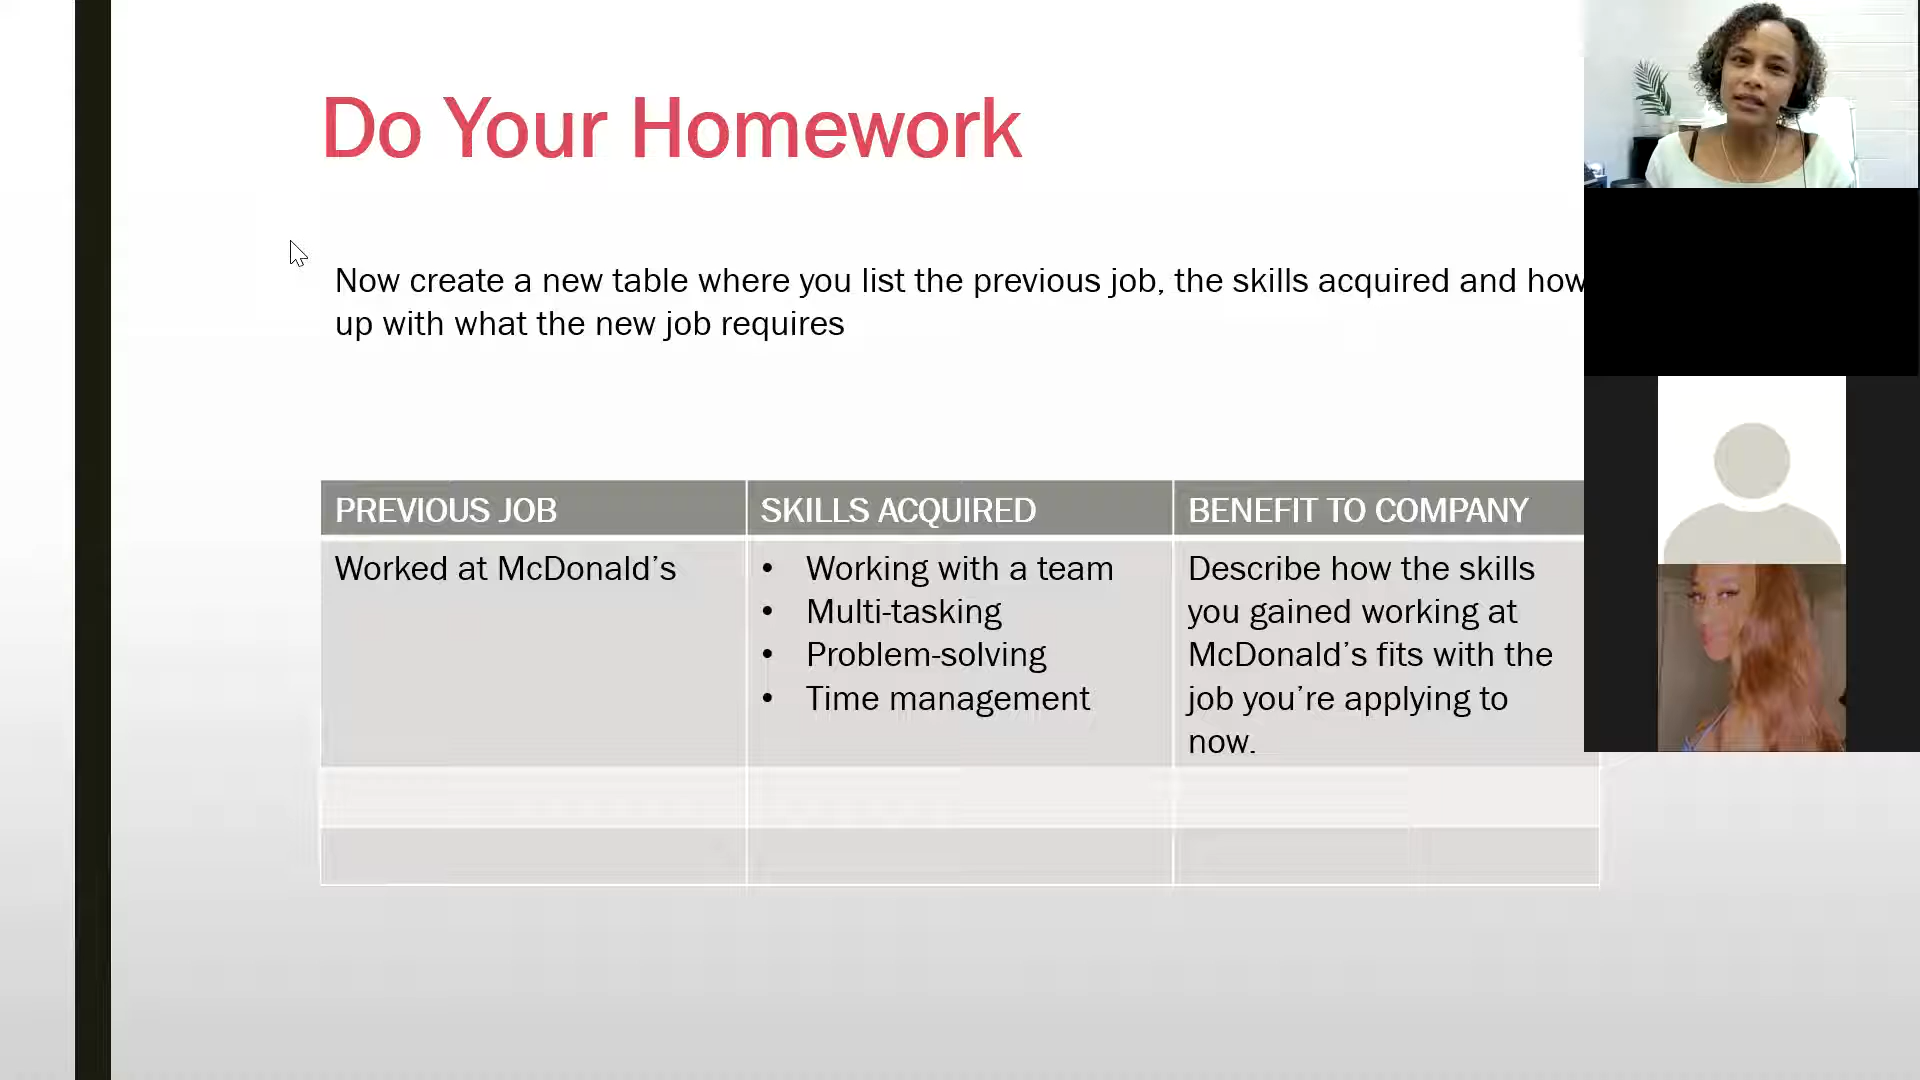 Do Your Homework
Now create a new table where you list the previous job, the skills acquired and how
up with what the new job requires
PREVIOUS JOB
SKILLS ACQUIRED
BENEFIT TO COMPANY
Worked at McDonald’s
• Working with a team
• Multi-tasking
• Problem-solving
• Time management
Describe how the skills
you gained working at
McDonald’s fits with the
job you’re applying to
now.